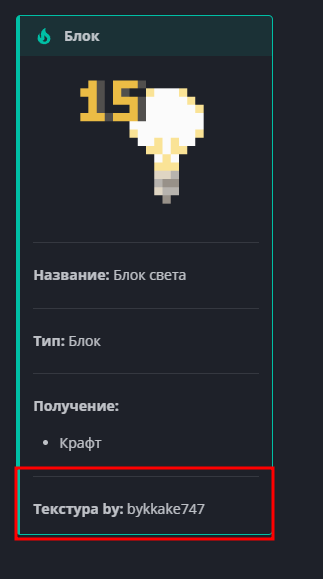 Блок
15
Название: Блок света
Тип: Блок
Получение:
• Крафт
Текстура by: bykkake747